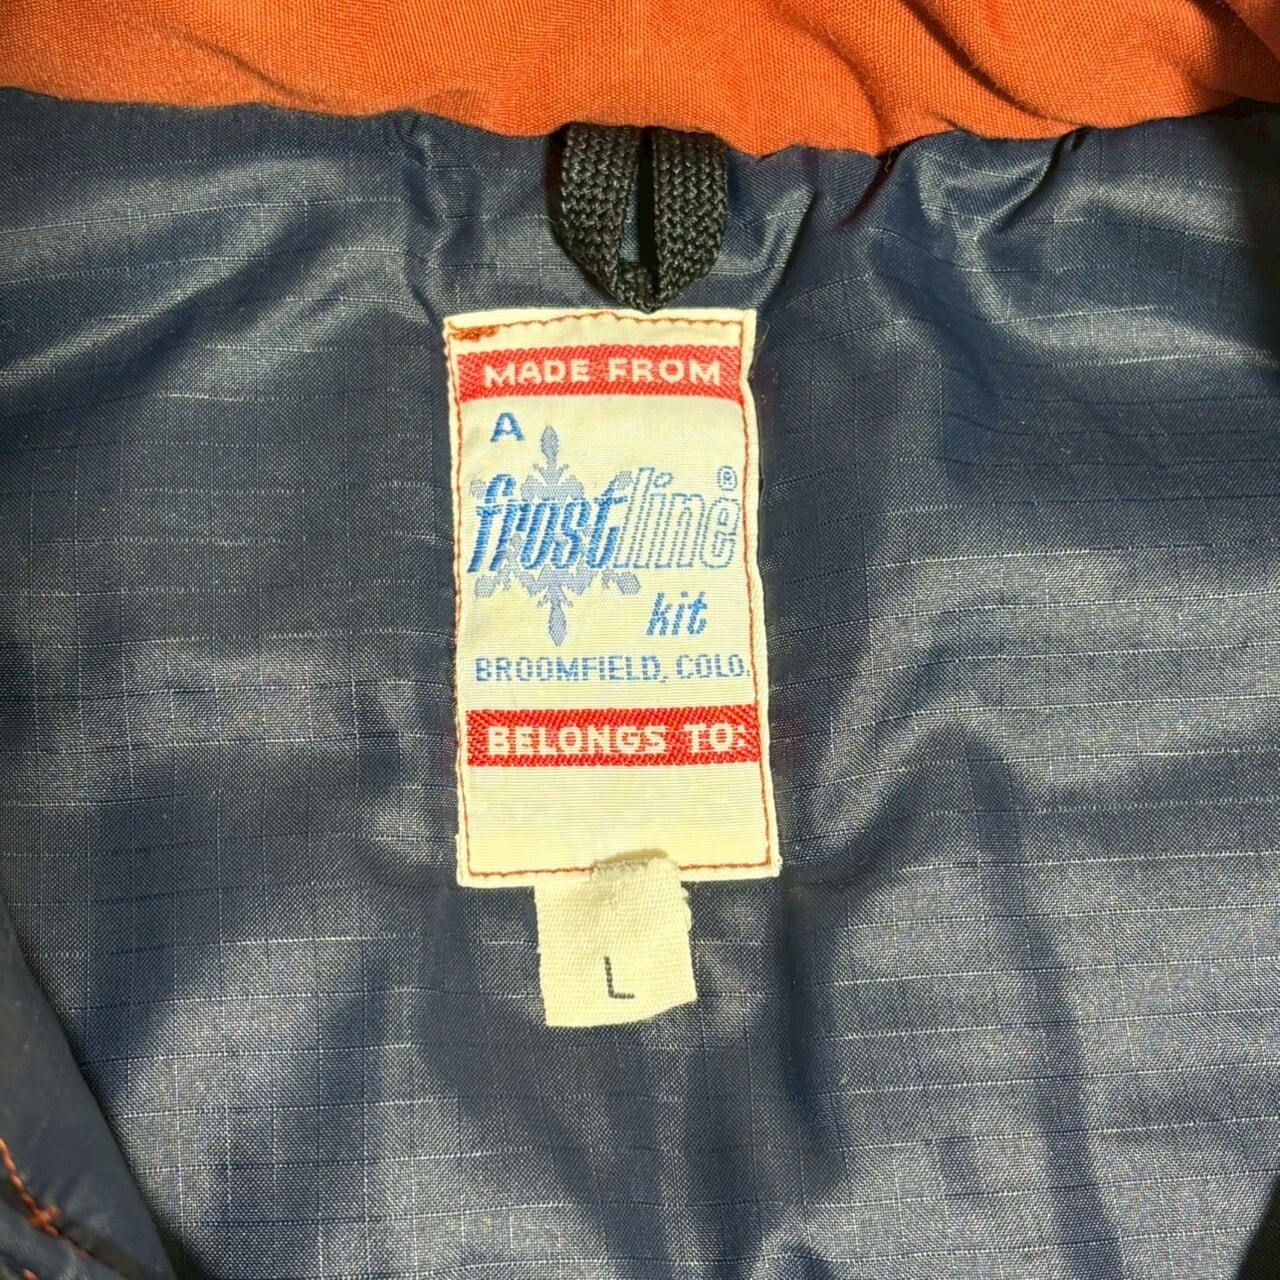 MADE FROM
A
frostline®
kit
BROOMFIELD, COLO.
BELONGS TO:
L